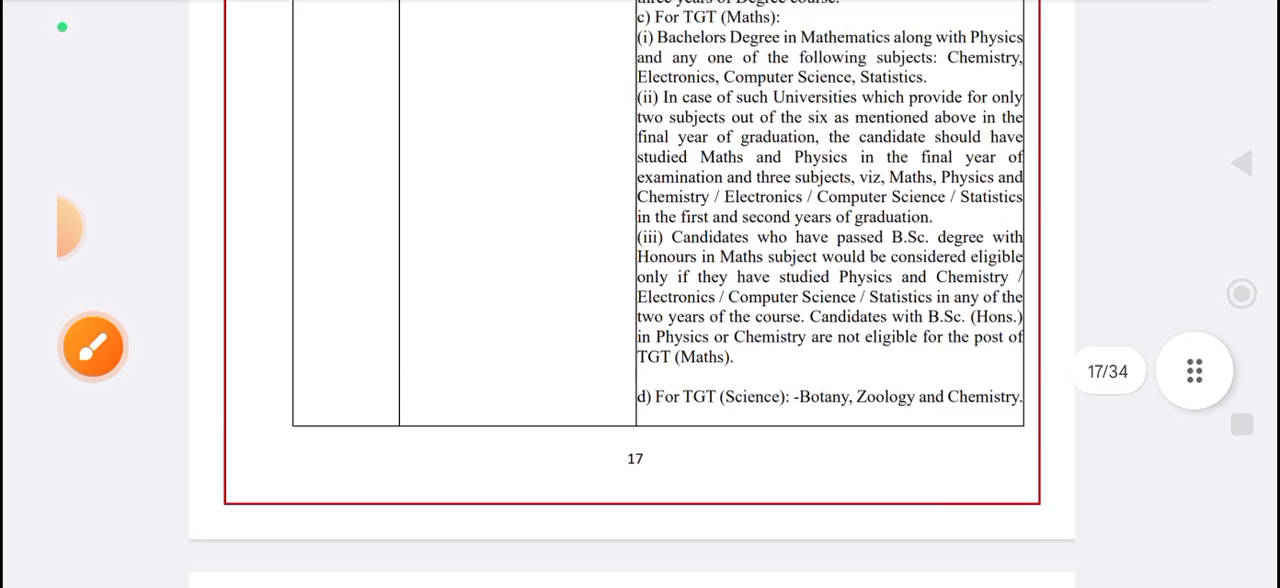 three years of Degree course.
c) For TGT (Maths):
(i) Bachelors Degree in Mathematics along with Physics
and any one of the following subjects: Chemistry,
Electronics, Computer Science, Statistics.
(ii) In case of such Universities which provide for only
two subjects out of the six as mentioned above in the
final year of graduation, the candidate should have
studied Maths and Physics in the final year of
examination and three subjects, viz, Maths, Physics and
Chemistry / Electronics / Computer Science / Statistics
in the first and second years of graduation.
(iii) Candidates who have passed B.Sc. degree with
Honours in Maths subject would be considered eligible
only if they have studied Physics and Chemistry /
Electronics / Computer Science / Statistics in any of the
two years of the course. Candidates with B.Sc. (Hons.)
in Physics or Chemistry are not eligible for the post of
TGT (Maths).
d) For TGT (Science): -Botany, Zoology and Chemistry.
17
17/34